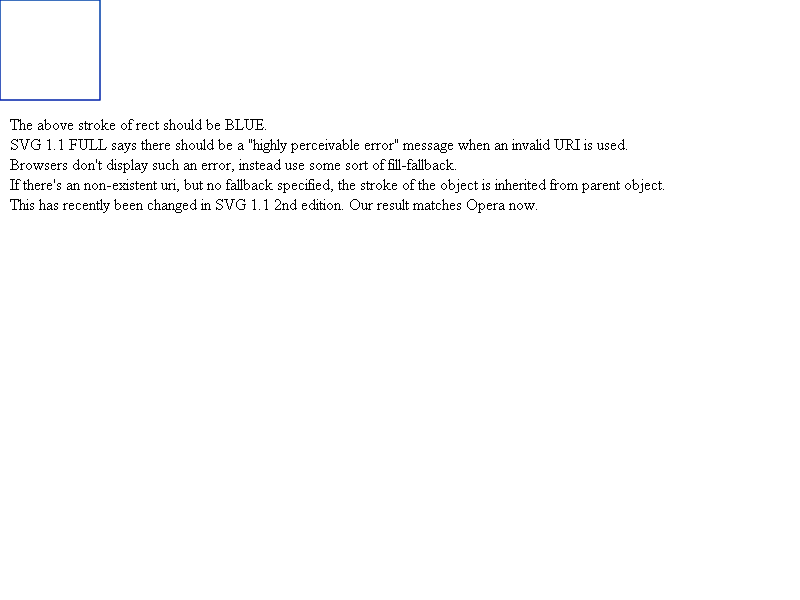 The above stroke of rect should be BLUE.
SVG 1.1 FULL says there should be a "highly perceivable error" message when an invalid URI is used.
Browsers don't display such an error, instead use some sort of fill-fallback.
If there's an non-existent uri, but no fallback specified, the stroke of the object is inherited from parent object.
This has recently been changed in SVG 1.1 2nd edition. Our result matches Opera now.